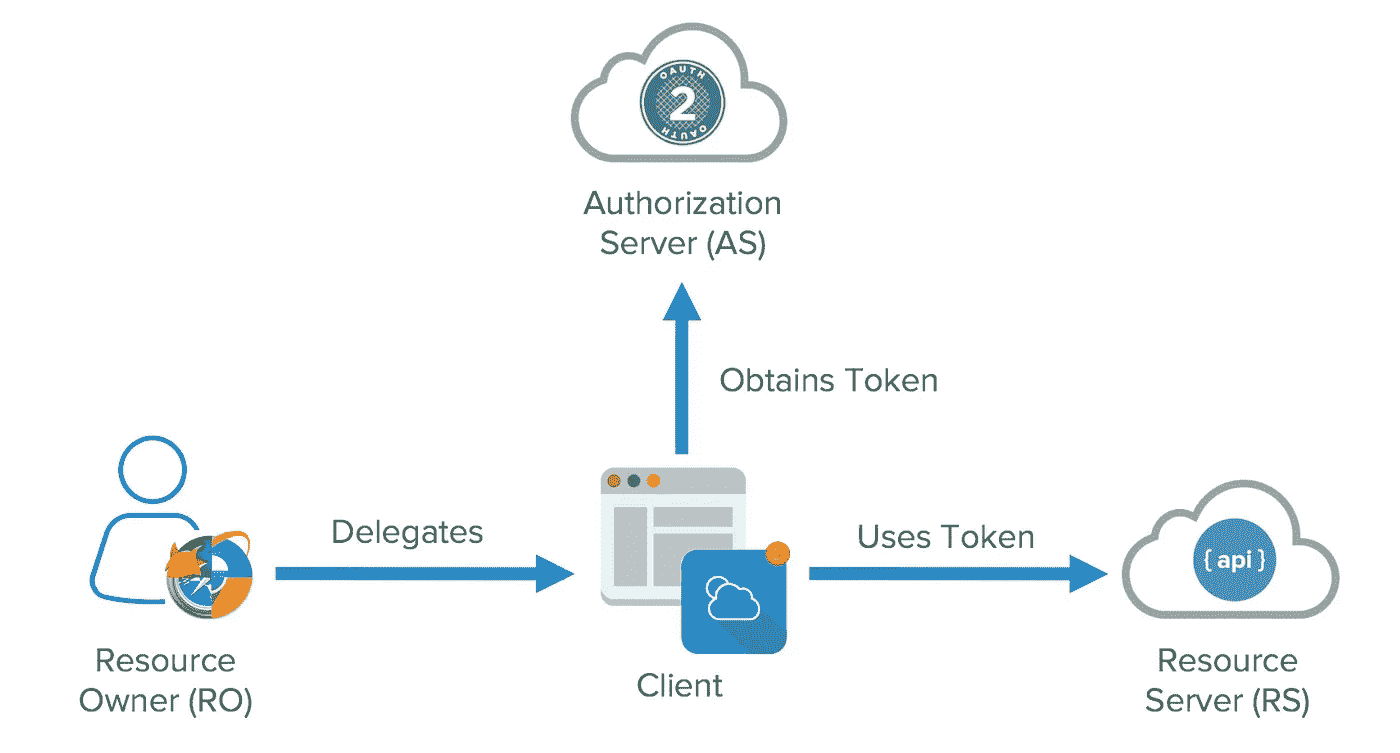 OAUTH
2
OAUTH
Authorization
Server (AS)
Obtains Token
Delegates
Uses Token
{ api }
Resource
Owner (RO)
Client
Resource
Server (RS)